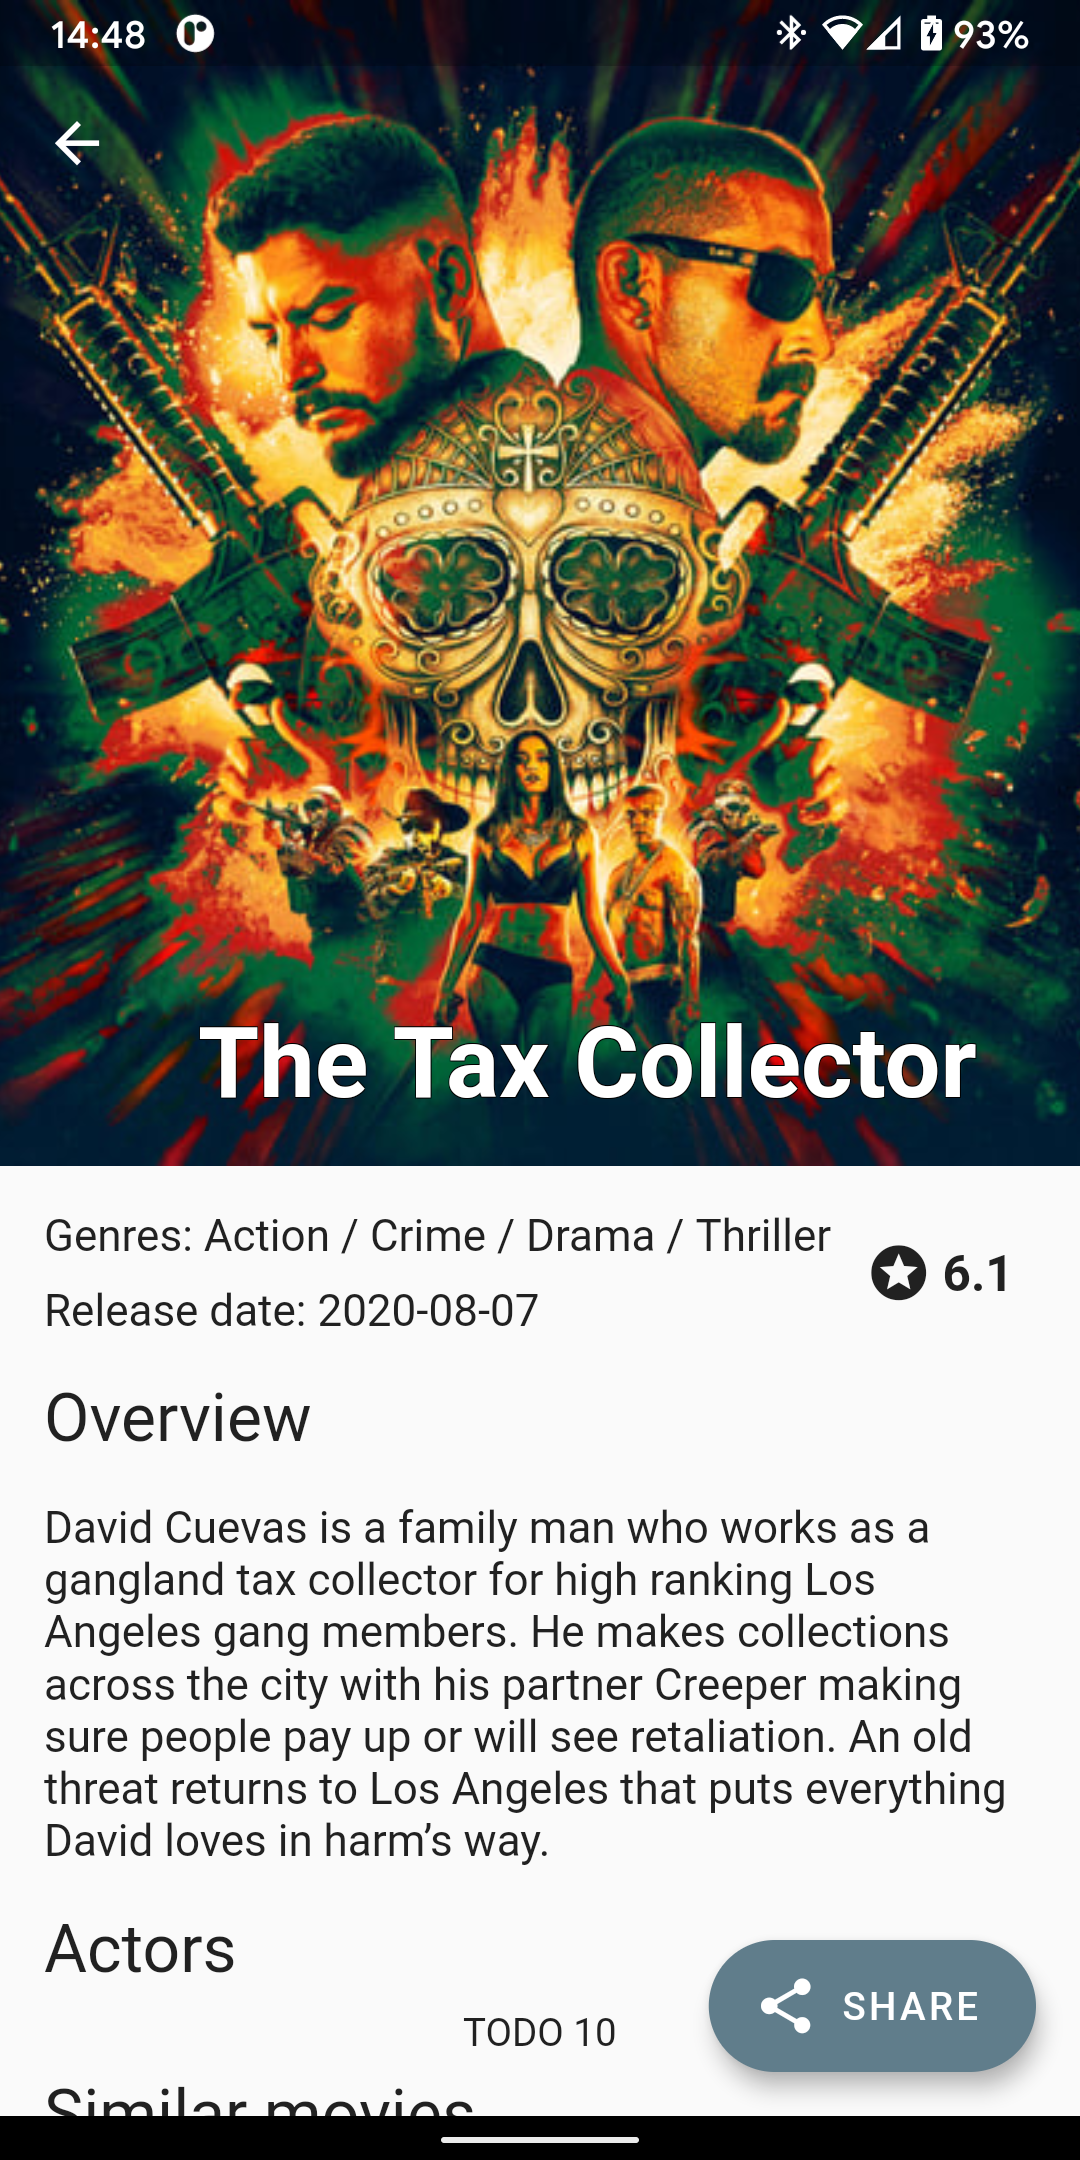 14:48
93%
The Tax Collector
Genres: Action / Crime / Drama / Thriller
6.1
Release date: 2020-08-07
Overview
David Cuevas is a family man who works as a
gangland tax collector for high ranking Los
Angeles gang members. He makes collections
across the city with his partner Creeper making
sure people pay up or will see retaliation. An old
threat returns to Los Angeles that puts everything
David loves in harm’s way.
Actors
SHARE
TODO 10
Similar movies